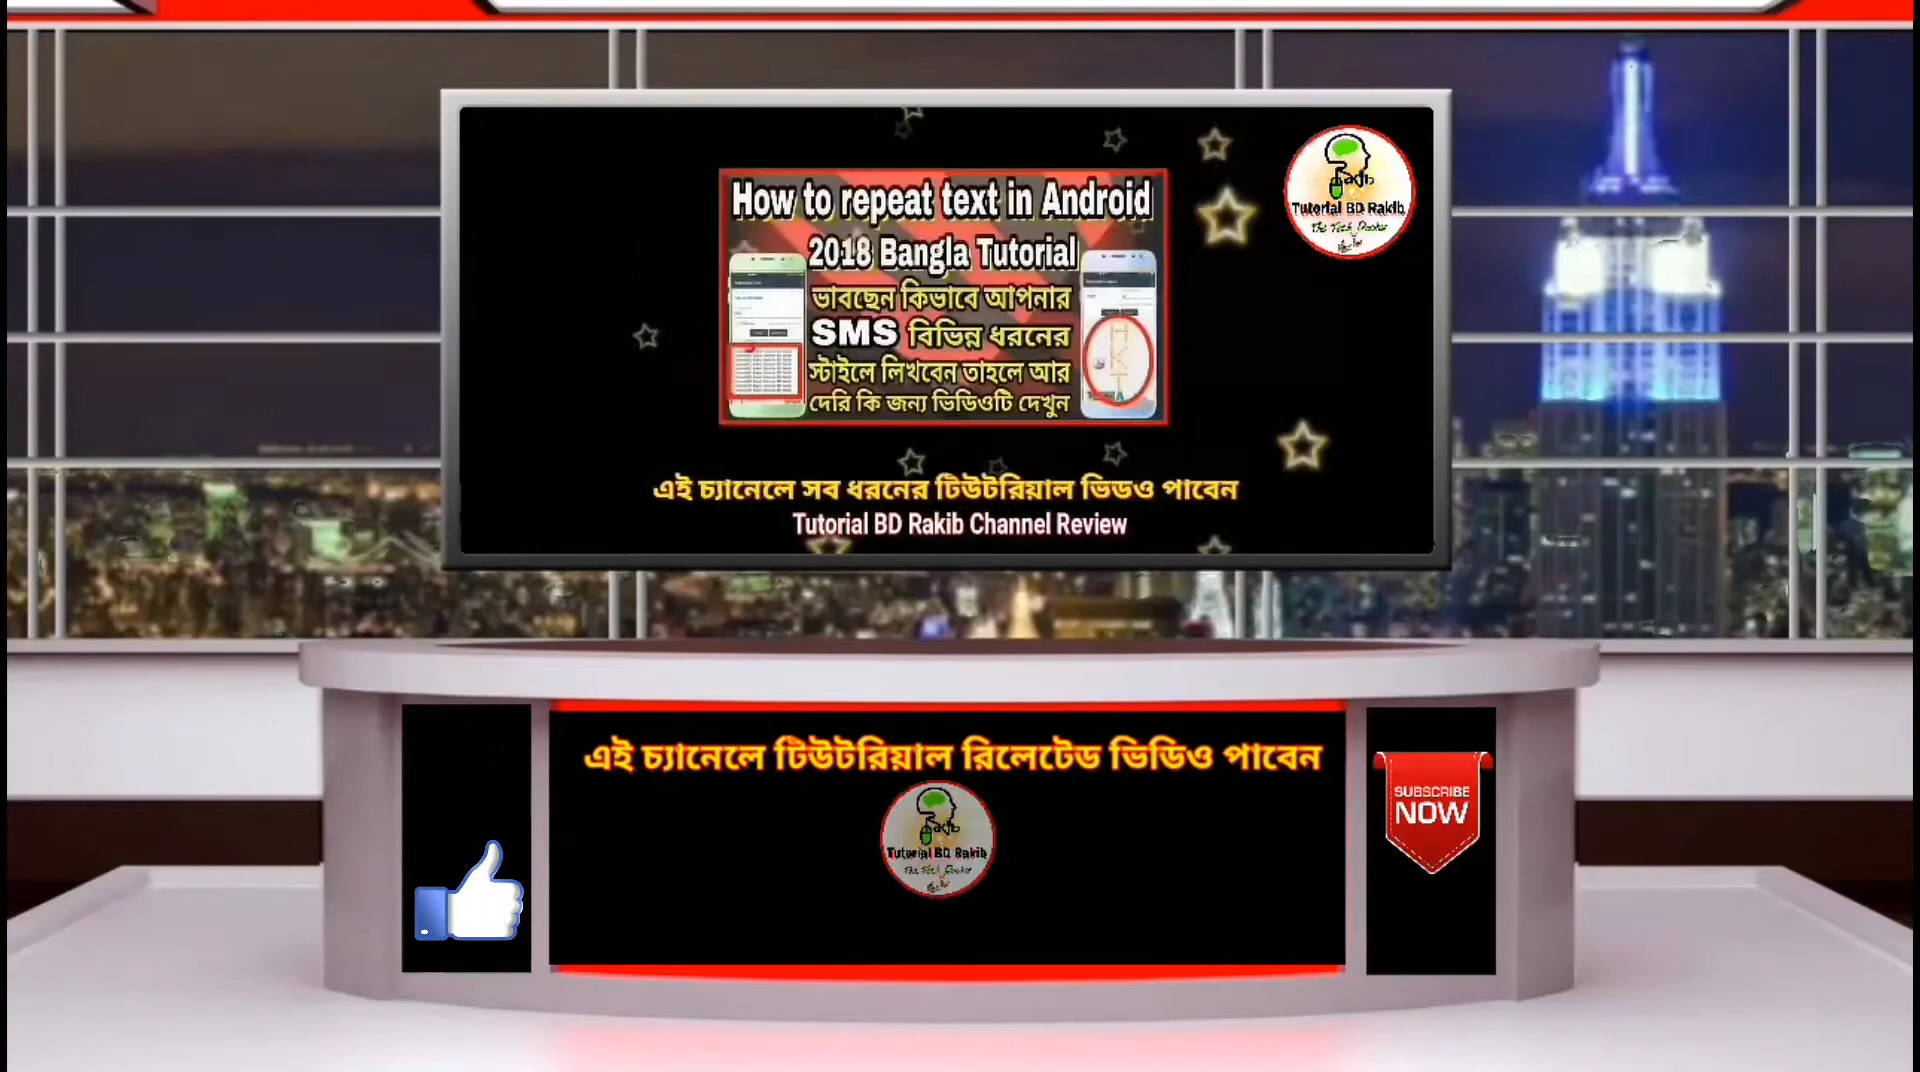 How to repeat text in Android
2018 Bangla Tutorial
ভাবছেন কিভাবে আপনার
SMS বিভিন্ন ধরনের
স্টাইলে লিখবেন তাহলে আর
দেরি কি জন্য ভিডিওটি দেখুন
Tutorial BD Rakib
এই চ্যানেলে সব ধরনের টিউটরিয়াল ভিডও পাবেন
Tutorial BD Rakib Channel Review
এই চ্যানেলে টিউটরিয়াল রিলেটেড ভিডিও পাবেন
Tutorial BD Rakib
SUBSCRIBE
NOW